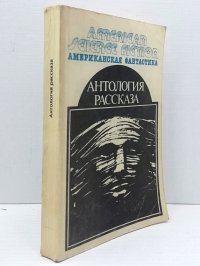 AMERICAN
SCIENCE FICTION
АМЕРИКАНСКАЯ ФАНТАСТИКА
АНТОЛОГИЯ
РАССКАЗА
Антология рассказа